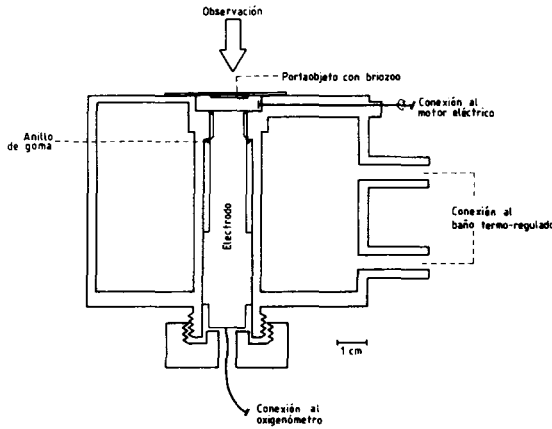 Observación
Portaobjeto con briozoo
Conexión al
motor eléctrico
Anillo
de goma
Electrodo
Conexión al
baño termo-regulado
1 cm
Conexión al
oxigenómetro